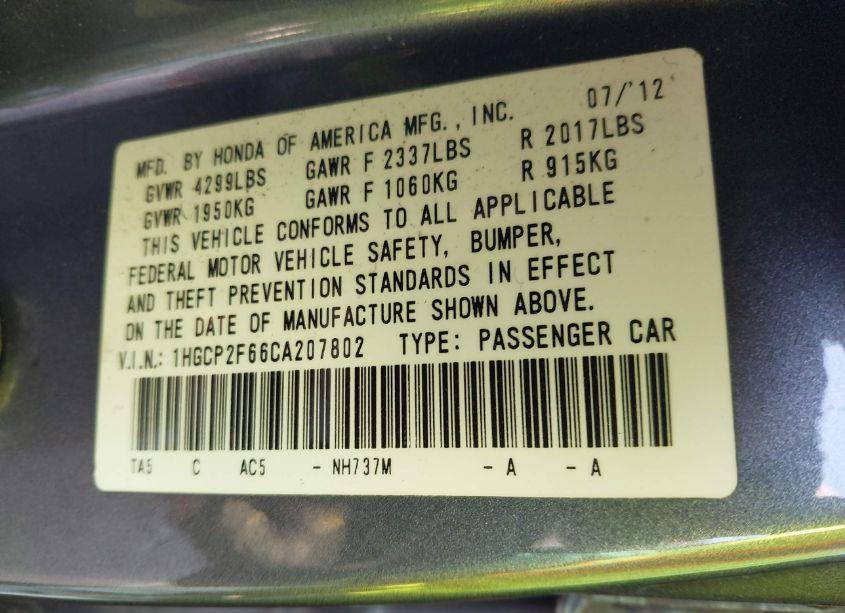 MFD. BY HONDA OF AMERICA MFG., INC. 07/'12
GVWR 4299LBS GAWR F 2337LBS R 2017LBS
GVWR 1950KG GAWR F 1060KG R 915KG
THIS VEHICLE CONFORMS TO ALL APPLICABLE
FEDERAL MOTOR VEHICLE SAFETY, BUMPER,
AND THEFT PREVENTION STANDARDS IN EFFECT
ON THE DATE OF MANUFACTURE SHOWN ABOVE.
V.I.N.: 1HGCP2F66CA207802 TYPE: PASSENGER CAR
TA5 C AC5 - NH737M - A - A